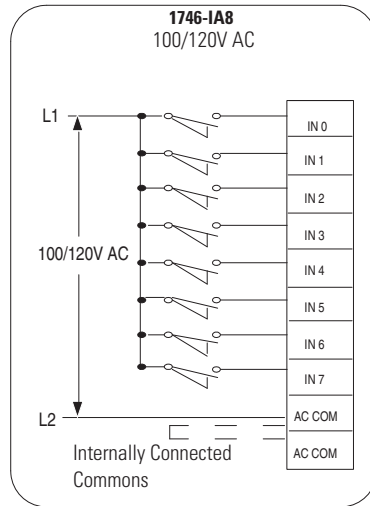 1746-IA8
100/120V AC
L1
IN 0
IN 1
IN 2
IN 3
100/120V AC
IN 4
IN 5
IN 6
IN 7
L2
AC COM
Internally Connected
Commons
AC COM